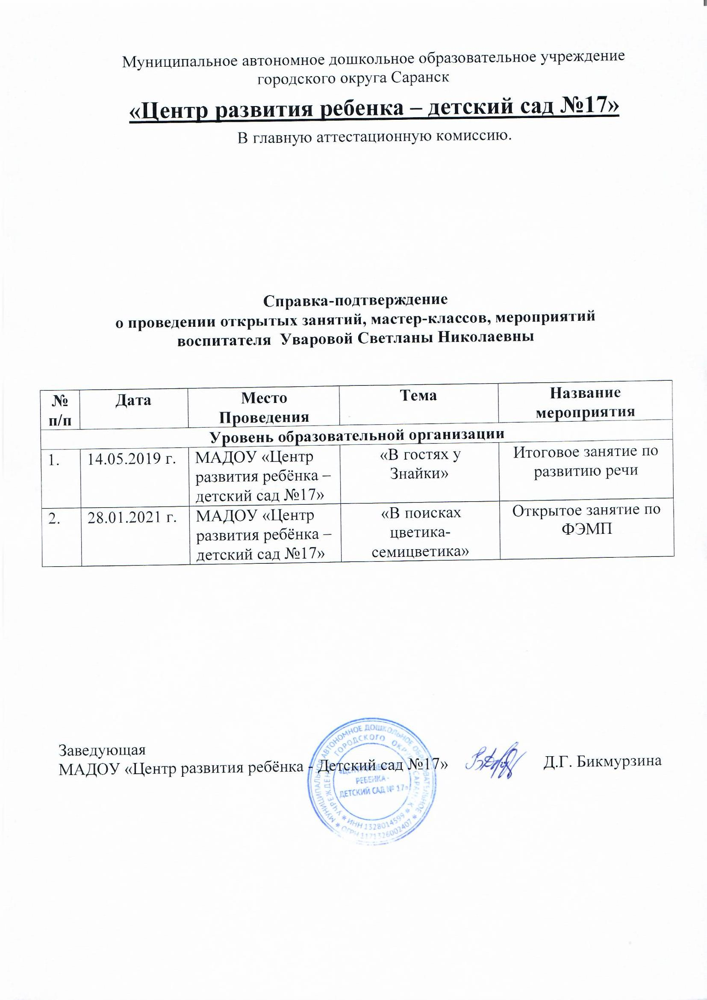 Муниципальное автономное дошкольное образовательное учреждение
городского округа Саранск
«Центр развития ребенка – детский сад №17»
В главную аттестационную комиссию.
Справка-подтверждение
о проведении открытых занятий, мастер-классов, мероприятий
воспитателя Уваровой Светланы Николаевны
№ п/п
Дата
Место
Проведения
Тема
Название
мероприятия
Уровень образовательной организации
1.
14.05.2019 г.
МАДОУ «Центр
развития ребёнка –
детский сад №17»
«В гостях у
Знайки»
Итоговое занятие по
развитию речи
2.
28.01.2021 г.
МАДОУ «Центр
развития ребёнка –
детский сад №17»
«В поисках
цветика-
семицветика»
Открытое занятие по
ФЭМП
Заведующая
МАДОУ «Центр развития ребёнка - Детский сад №17» Д.Г. Бикмурзина
МУНИЦИПАЛЬНОЕ АВТОНОМНОЕ ДОШКОЛЬНОЕ ОБРАЗОВАТЕЛЬНОЕ
УЧРЕЖДЕНИЕ ГОРОДСКОГО ОКРУГА САРАНСК
РЕБЕНКА -
ДЕТСКИЙ САД № 17»
* ИНН 1328014599 *
* ОГРН 1171326002407 *